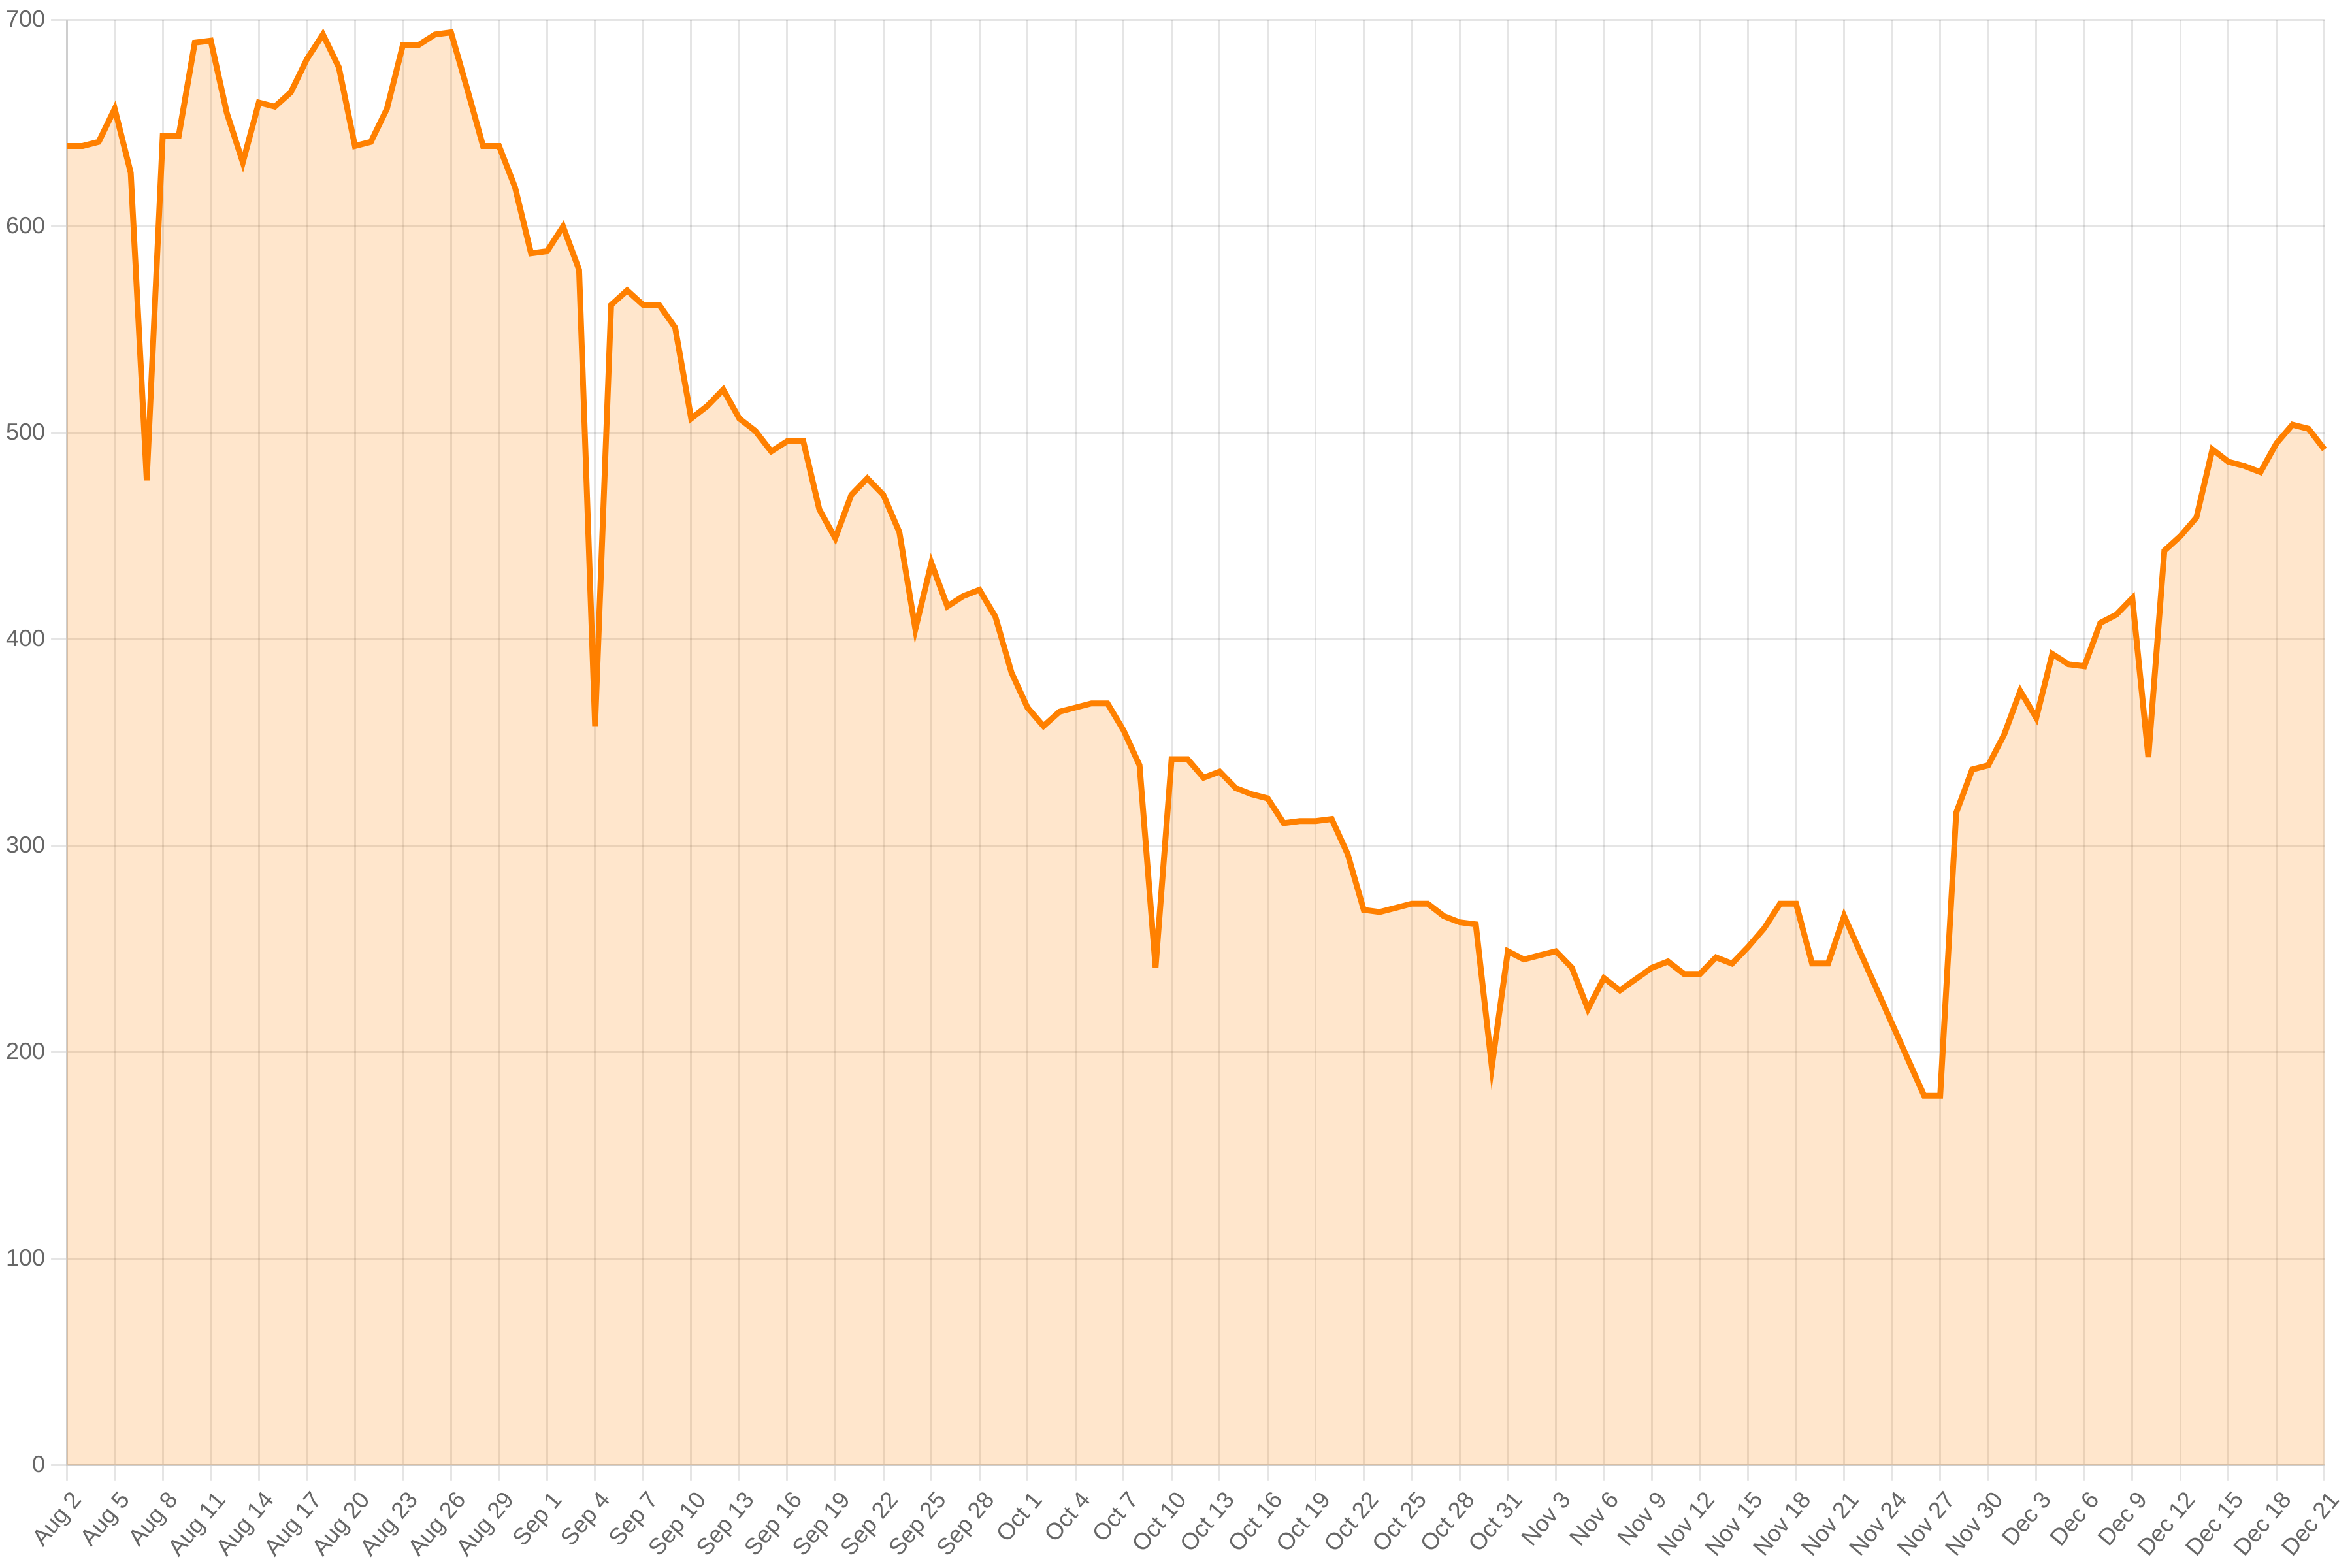 700
600
500
400
300
200
100
0
Aug 2
Aug 5
Aug 8
Aug 11
Aug 14
Aug 17
Aug 20
Aug 23
Aug 26
Aug 29
Sep 1
Sep 4
Sep 7
Sep 10
Sep 13
Sep 16
Sep 19
Sep 22
Sep 25
Sep 28
Oct 1
Oct 4
Oct 7
Oct 10
Oct 13
Oct 16
Oct 19
Oct 22
Oct 25
Oct 28
Oct 31
Nov 3
Nov 6
Nov 9
Nov 12
Nov 15
Nov 18
Nov 21
Nov 24
Nov 27
Nov 30
Dec 3
Dec 6
Dec 9
Dec 12
Dec 15
Dec 18
Dec 21